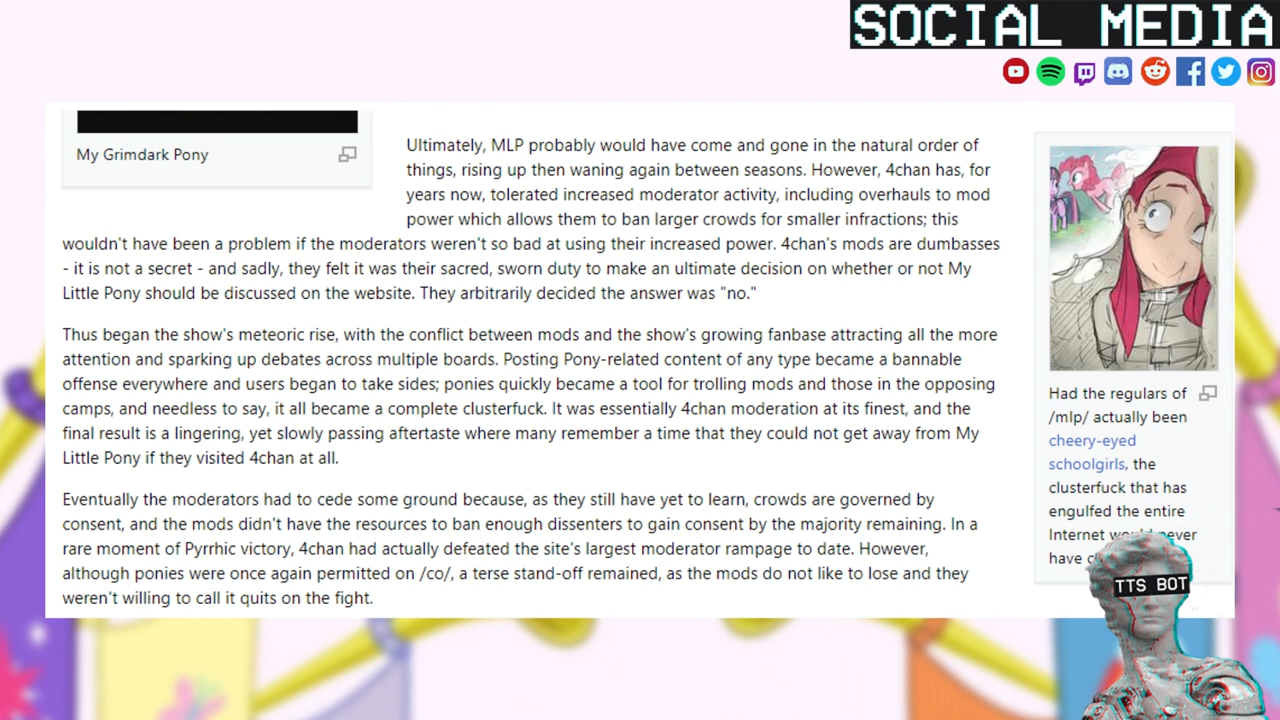 SOCIAL MEDIA
My Grimdark Pony
Ultimately, MLP probably would have come and gone in the natural order of
things, rising up then waning again between seasons. However, 4chan has, for
years now, tolerated increased moderator activity, including overhauls to mod
power which allows them to ban larger crowds for smaller infractions; this
wouldn't have been a problem if the moderators weren't so bad at using their increased power. 4chan's mods are dumbasses
- it is not a secret - and sadly, they felt it was their sacred, sworn duty to make an ultimate decision on whether or not My
Little Pony should be discussed on the website. They arbitrarily decided the answer was "no."
Thus began the show's meteoric rise, with the conflict between mods and the show's growing fanbase attracting all the more
attention and sparking up debates across multiple boards. Posting Pony-related content of any type became a bannable
offense everywhere and users began to take sides; ponies quickly became a tool for trolling mods and those in the opposing
camps, and needless to say, it all became a complete clusterfuck. It was essentially 4chan moderation at its finest, and the
final result is a lingering, yet slowly passing aftertaste where many remember a time that they could not get away from My
Little Pony if they visited 4chan at all.
Eventually the moderators had to cede some ground because, as they still have yet to learn, crowds are governed by
consent, and the mods didn't have the resources to ban enough dissenters to gain consent by the majority remaining. In a
rare moment of Pyrrhic victory, 4chan had actually defeated the site's largest moderator rampage to date. However,
although ponies were once again permitted on /co/, a terse stand-off remained, as the mods do not like to lose and they
weren't willing to call it quits on the fight.
Had the regulars of
/mlp/ actually been
cheery-eyed
schoolgirls, the
clusterfuck that has
engulfed the entire
Internet never
have
TTS BOT